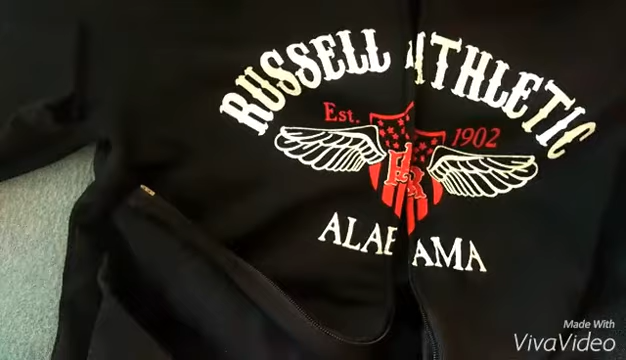 RUSSELL ATHLETIC
Est. 1902
ALABAMA
Made With
VivaVideo